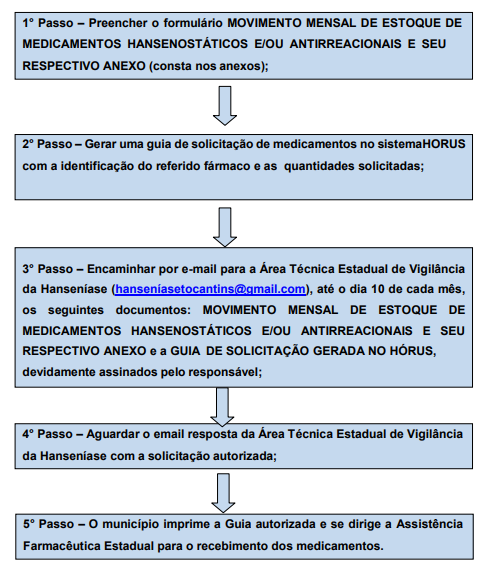 1° Passo – Preencher o formulário MOVIMENTO MENSAL DE ESTOQUE DE
MEDICAMENTOS HANSENOSTÁTICOS E/OU ANTIRREACIONAIS E SEU
RESPECTIVO ANEXO (consta nos anexos);
2° Passo – Gerar uma guia de solicitação de medicamentos no sistemaHORUS
com a identificação do referido fármaco e as quantidades solicitadas;
3° Passo – Encaminhar por e-mail para a Área Técnica Estadual de Vigilância
da Hanseníase (hanseníasetocantins@gmail.com), até o dia 10 de cada mês,
os seguintes documentos: MOVIMENTO MENSAL DE ESTOQUE DE
MEDICAMENTOS HANSENOSTÁTICOS E/OU ANTIRREACIONAIS E SEU
RESPECTIVO ANEXO e a GUIA DE SOLICITAÇÃO GERADA NO HÓRUS,
devidamente assinados pelo responsável;
4° Passo – Aguardar o email resposta da Área Técnica Estadual de Vigilância
da Hanseníase com a solicitação autorizada;
5° Passo – O município imprime a Guia autorizada e se dirige a Assistência
Farmacêutica Estadual para o recebimento dos medicamentos.